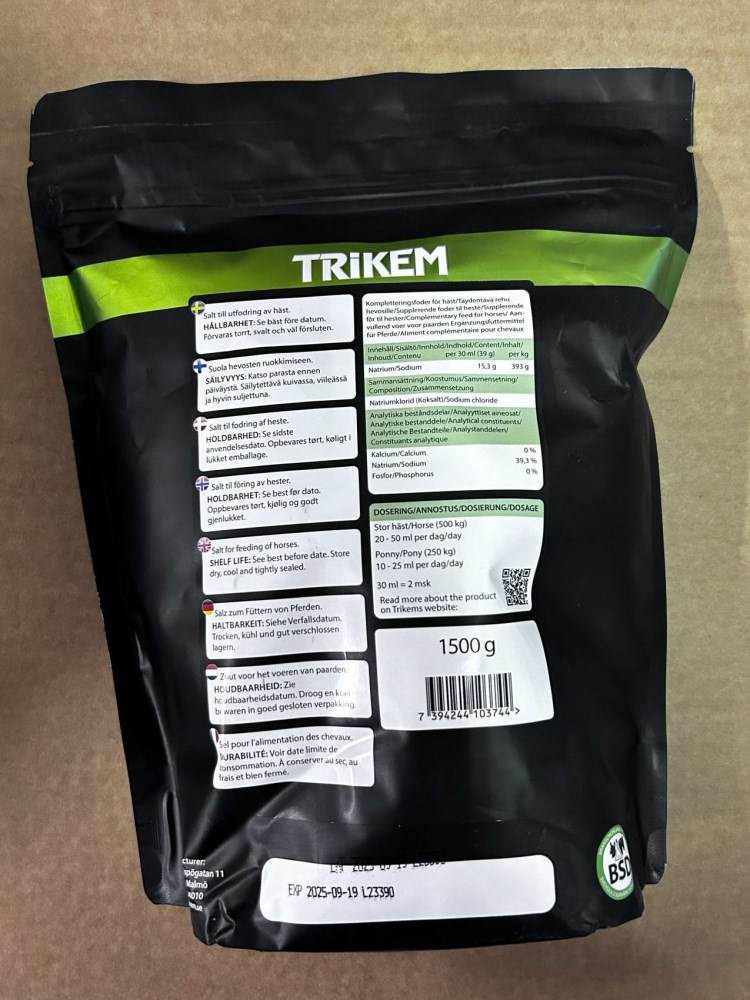 TRIKEM
Salt till utfodring av häst.
HÅLLBARHET: Se bäst före datum.
Förvaras torrt, svalt och väl försluten.
Suola hevosten ruokkimiseen.
SÄILYVYYS: Katso parasta ennen
päiväystä. Säilytettävä kuivassa, viileässä
ja hyvin suljettuna.
Salt til fodring af heste.
HOLDBARHED: Se sidste
anvendelsesdato. Opbevares tørt, køligt i
lukket emballage.
Salt til fôring av hester.
HOLDBARHET: Se best før dato.
Oppbevares tørt, kjølig og godt
gjenlukket.
Salt for feeding of horses.
SHELF LIFE: See best before date. Store
dry, cool and tightly sealed.
Salz zum Füttern von Pferden.
HALTBARKEIT: Siehe Verfallsdatum.
Trocken, kühl und gut verschlossen
lagern.
Zout voor het voeren van paarden.
HOUDBAARHEID: Zie
houdbaarheidsdatum. Droog en koel
bewaren in goed gesloten verpakking.
Sel pour l'alimentation des chevaux.
DURABILITÉ: Voir date limite de
consommation. À conserver au sec, au
frais et bien fermé.
Kompletteringsfoder för häst/Täydentävä rehu
hevosille/Supplerende foder til heste/Supplerende
fôr til hester/Complementary feed for horses/ Aan-
vullend voer voor paarden Ergänzungsfuttermittel
für Pferde/Aliment complémentaire pour chevaux
Innehåll/Sisältö/Innhold/Indhold/Content/Inhalt/
Inhoud/Contenu per 30 ml (39 g) per kg
Natrium/Sodium 15,3 g 393 g
Sammansättning/Koostumus/Sammensetning/
Composition/Zusammensetzung
Natriumklorid (Koksalt)/Sodium chloride
Analytiska beståndsdelar/Analyyttiset aineosat/
Analytiske bestanddele/Analytical constituents/
Analytische Bestandteile/Analystanddelen/
Constituants analytique
Kalcium/Calcium 0 %
Natrium/Sodium 39,3 %
Fosfor/Phosphorus 0 %
DOSERING/ANNOSTUS/DOSIERUNG/DOSAGE
Stor häst/Horse (500 kg)
20 - 50 ml per dag/day
Ponny/Pony (250 kg)
10 - 25 ml per dag/day
30 ml = 2 msk
Read more about the product
on Trikems website:
1500 g
7 394244 103744 >
cturer:
spögatan 11
Malmö
BSD
EXP 2025-09-19 L23390